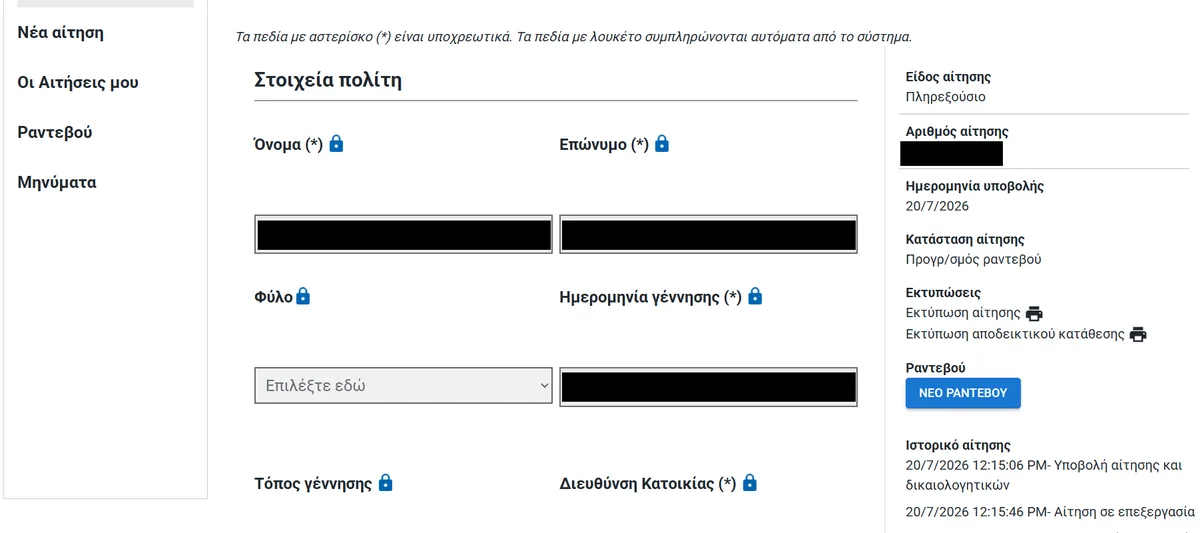 Νέα αίτηση
Οι Αιτήσεις μου
Ραντεβού
Μηνύματα
Τα πεδία με αστερίσκο (*) είναι υποχρεωτικά. Τα πεδία με λουκέτο συμπληρώνονται αυτόματα από το σύστημα.
Στοιχεία πολίτη
Όνομα (*)
Επώνυμο (*)
Φύλο
Ημερομηνία γέννησης (*)
Επιλέξτε εδώ
Τόπος γέννησης
Διευθύνση Κατοικίας (*)
Είδος αίτησης
Πληρεξούσιο
Αριθμός αίτησης
Ημερομηνία υποβολής
20/7/2026
Κατάσταση αίτησης
Προγρ/σμός ραντεβού
Εκτυπώσεις
Εκτύπωση αίτησης
Εκτύπωση αποδεικτικού κατάθεσης
Ραντεβού
ΝΕΟ ΡΑΝΤΕΒΟΥ
Ιστορικό αίτησης
20/7/2026 12:15:06 PM- Υποβολή αίτησης και
δικαιολογητικών
20/7/2026 12:15:46 PM- Αίτηση σε επεξεργασία